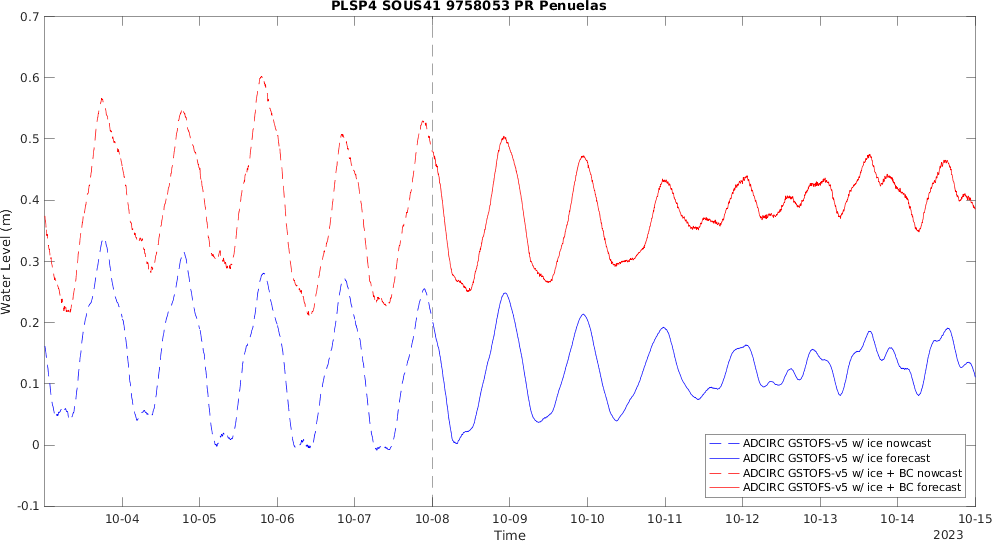 PLSP4 SOUS41 9758053 PR Penuelas
0.7
0.6
0.5
0.4
0.3
0.2
0.1
0
-0.1
Water Level (m)
ADCIRC GSTOFS-v5 w/ ice nowcast
ADCIRC GSTOFS-v5 w/ ice forecast
ADCIRC GSTOFS-v5 w/ ice + BC nowcast
ADCIRC GSTOFS-v5 w/ ice + BC forecast
10-04 10-05 10-06 10-07 10-08 10-09 10-10 10-11 10-12 10-13 10-14 10-15
Time
2023